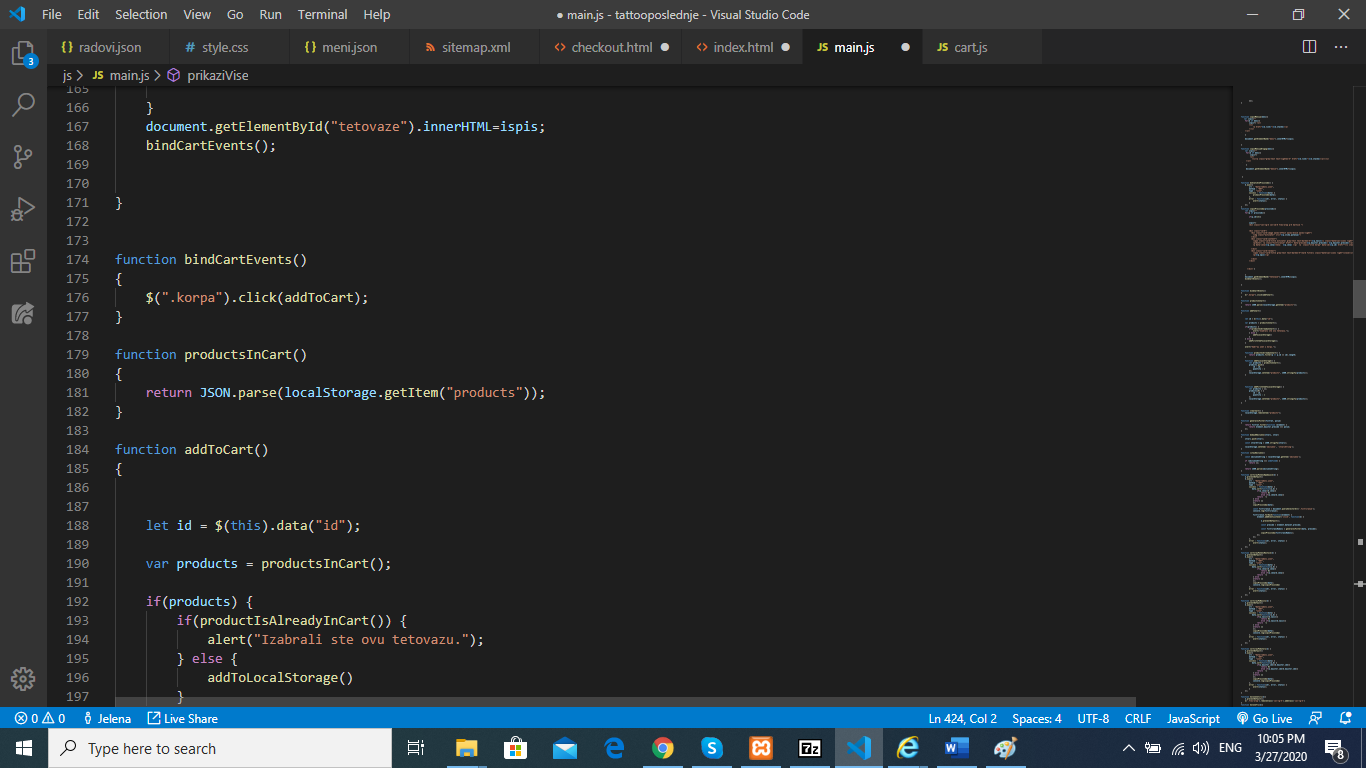 File Edit Selection View Go Run Terminal Help
● main.js - tattooposlednje - Visual Studio Code
{} radovi.json
# style.css
{} meni.json
sitemap.xml
<> checkout.html ●
<> index.html ●
JS main.js ●
JS cart.js
js > JS main.js > prikaziVise
3
165
166 }
167 document.getElementById("tetovaze").innerHTML=ispis;
168 bindCartEvents();
169
170
171 }
172
173
174 function bindCartEvents()
175 {
176 $(".korpa").click(addToCart);
177 }
178
179 function productsInCart()
180 {
181 return JSON.parse(localStorage.getItem("products"));
182 }
183
184 function addToCart()
185 {
186
187
188 let id = $(this).data("id");
189
190 var products = productsInCart();
191
192 if(products) {
193 if(productIsAlreadyInCart()) {
194 alert("Izabrali ste ovu tetovazu.");
195 } else {
196 addToLocalStorage()
197 }
0 0 Jelena Live Share Ln 424, Col 2 Spaces: 4 UTF-8 CRLF JavaScript Go Live
Type here to search
7z
ENG
10:05 PM
3/27/2020
8